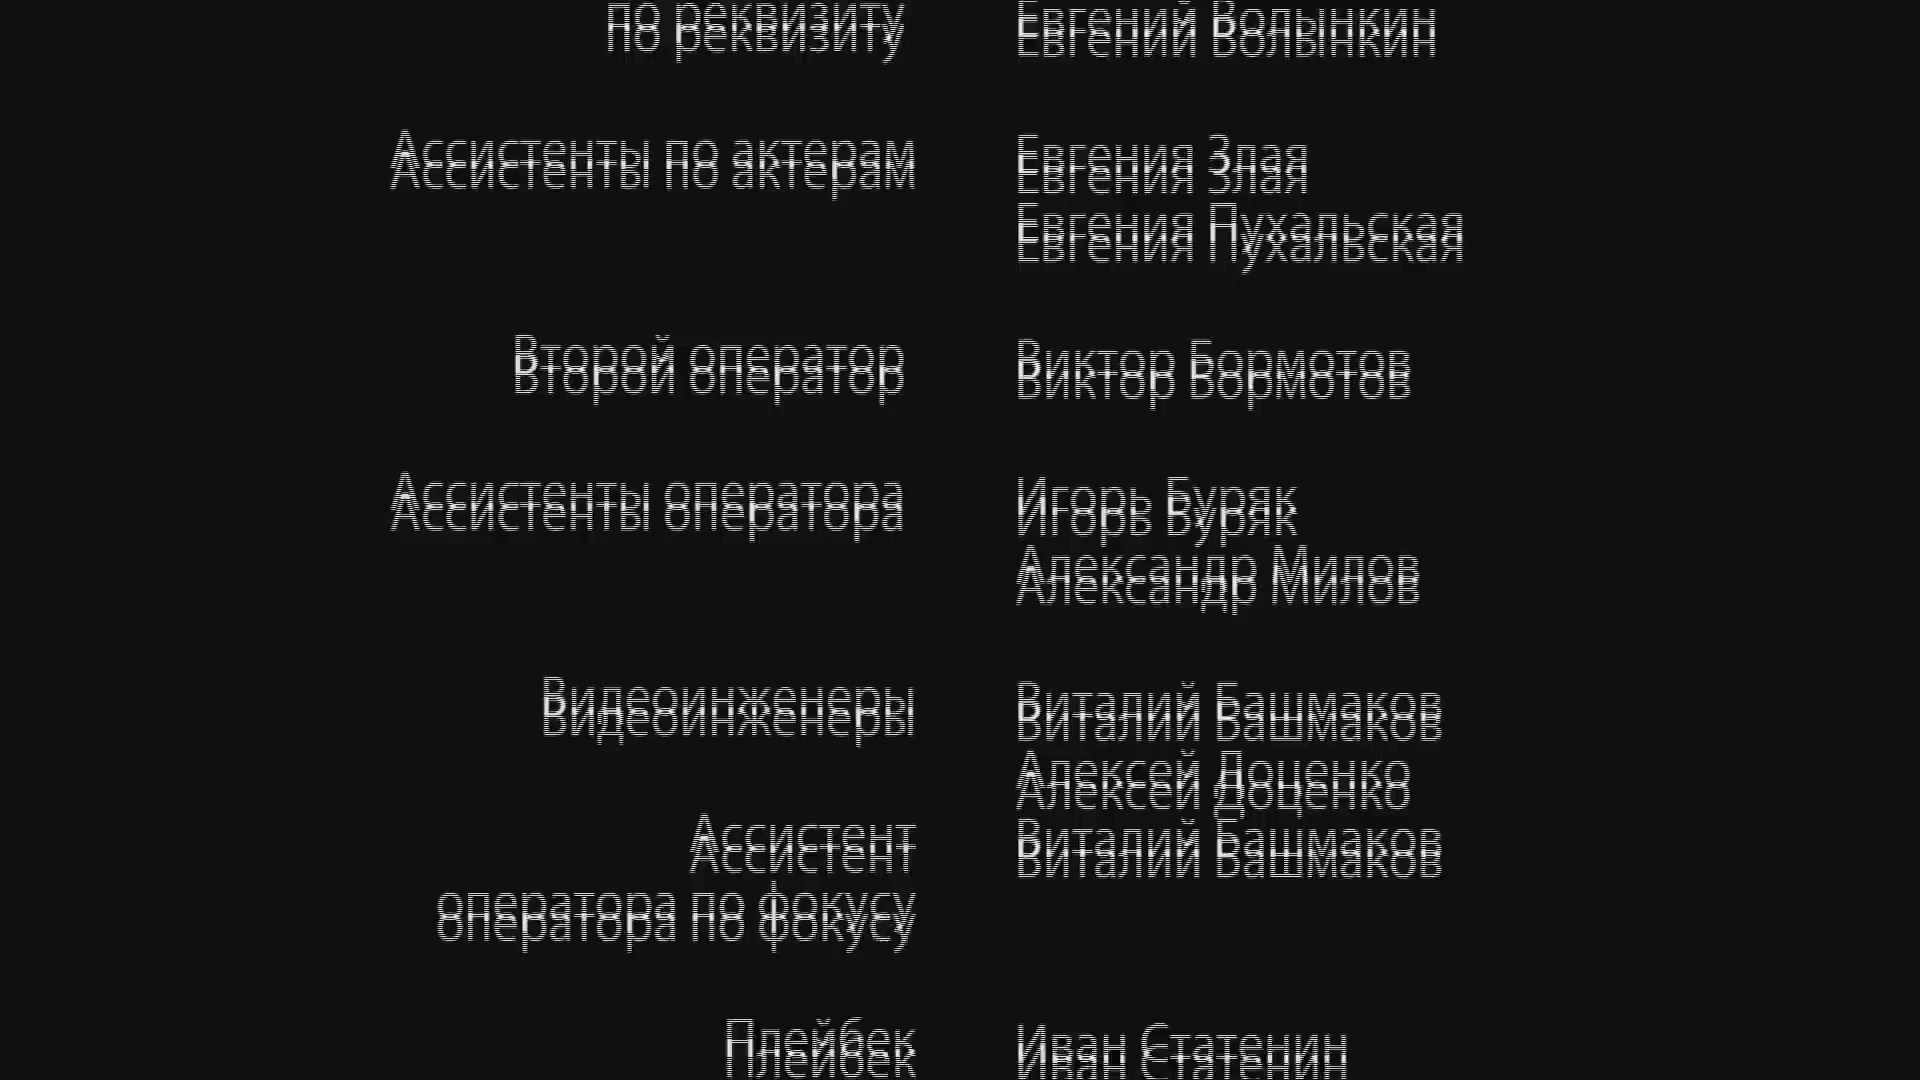 по реквизиту Евгений Волынкин
Ассистенты по актерам Евгения Злая
Евгения Пухальская
Второй оператор Виктор Бормотов
Ассистенты оператора Игорь Буряк
Александр Милов
Видеоинженеры Виталий Башмаков
Алексей Доценко
Ассистент Виталий Башмаков
оператора по фокусу
Плейбек Иван Статенин